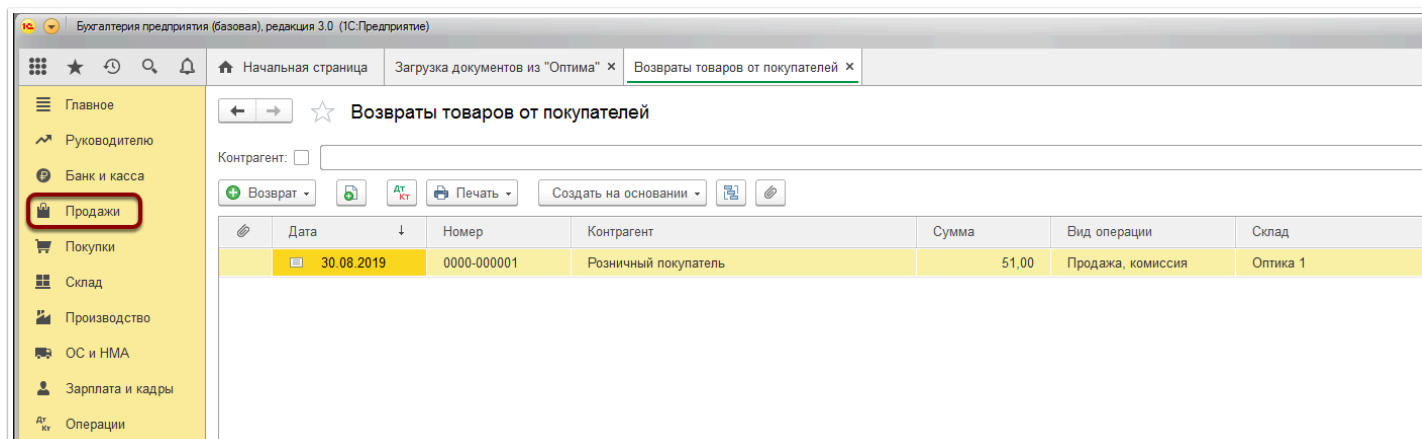 1С Бухгалтерия предприятия (базовая), редакция 3.0 (1С:Предприятие)
Начальная страница Загрузка документов из "Оптима" × Возвраты товаров от покупателей ×
Главное
Руководителю
Банк и касса
Продажи
Покупки
Склад
Производство
ОС и НМА
Зарплата и кадры
Дт Кт Операции
← → Возвраты товаров от покупателей
Контрагент:
Возврат Дт Кт Печать Создать на основании
Дата ↓ Номер Контрагент Сумма Вид операции Склад
30.08.2019 0000-000001 Розничный покупатель 51,00 Продажа, комиссия Оптика 1